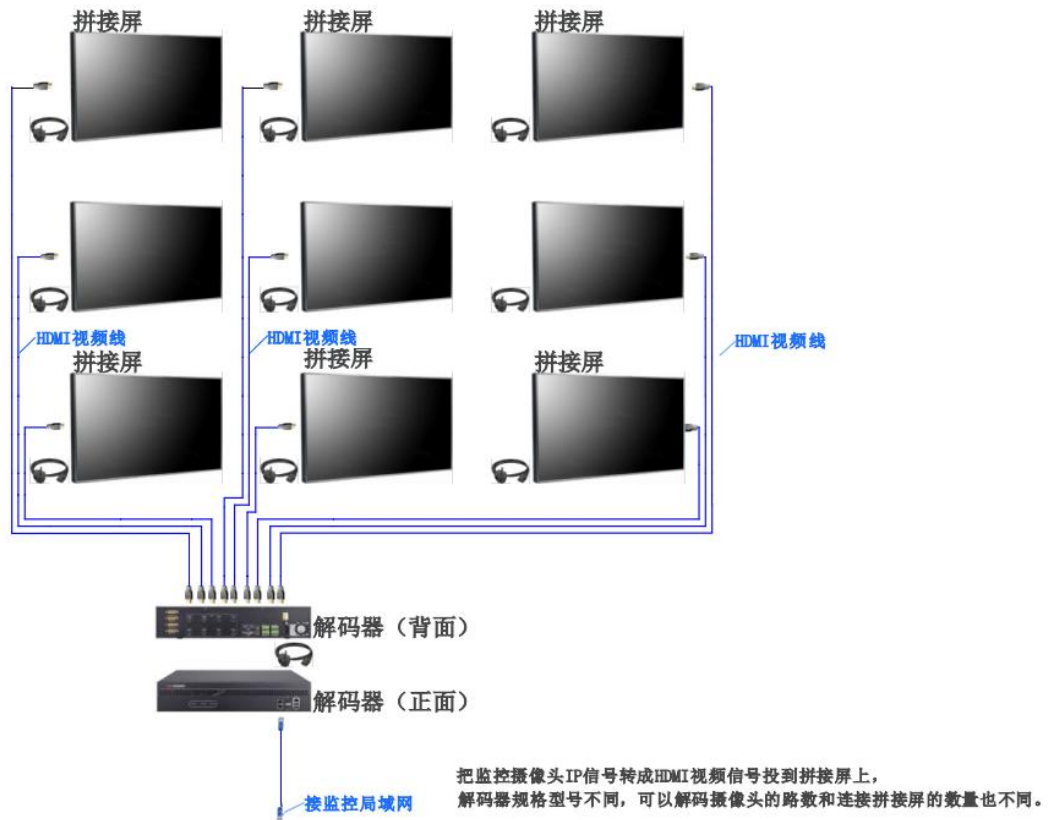 拼接屏
拼接屏
拼接屏
HDMI视频线
HDMI视频线
HDMI视频线
拼接屏
拼接屏
拼接屏
解码器（背面）
解码器（正面）
把监控摄像头IP信号转成HDMI视频信号投到拼接屏上，
解码器规格型号不同，可以解码摄像头的路数和连接拼接屏的数量也不同。
接监控局域网